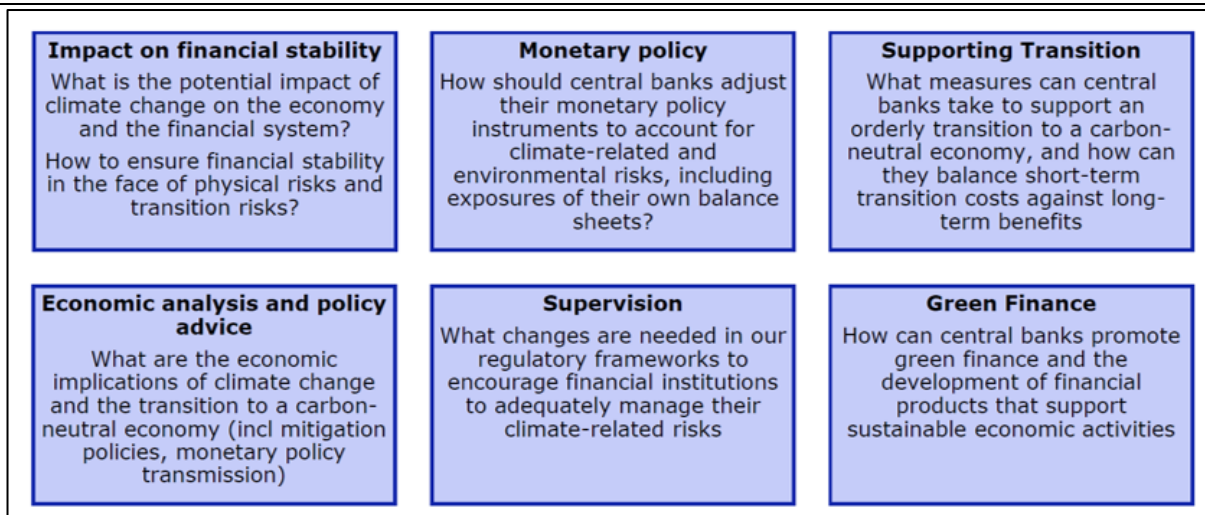 Impact on financial stability
What is the potential impact of
climate change on the economy
and the financial system?
How to ensure financial stability
in the face of physical risks and
transition risks?
Monetary policy
How should central banks adjust
their monetary policy
instruments to account for
climate-related and
environmental risks, including
exposures of their own balance
sheets?
Supporting Transition
What measures can central
banks take to support an
orderly transition to a carbon-
neutral economy, and how can
they balance short-term
transition costs against long-
term benefits
Economic analysis and policy
advice
What are the economic
implications of climate change
and the transition to a carbon-
neutral economy (incl mitigation
policies, monetary policy
transmission)
Supervision
What changes are needed in our
regulatory frameworks to
encourage financial institutions
to adequately manage their
climate-related risks
Green Finance
How can central banks promote
green finance and the
development of financial
products that support
sustainable economic activities